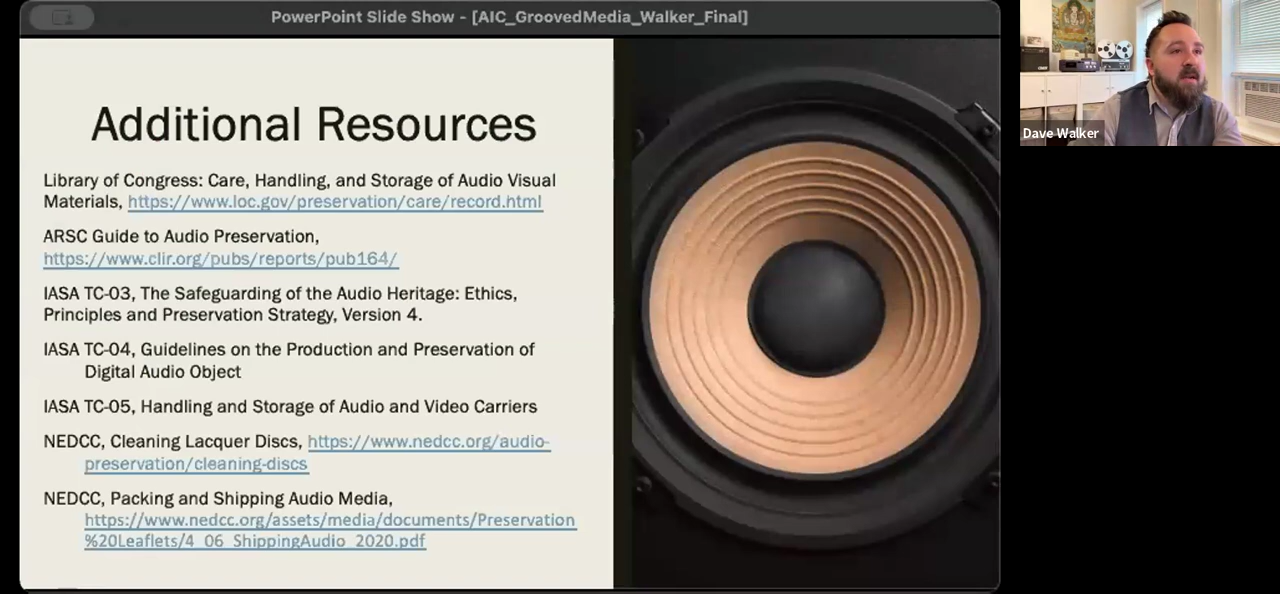 PowerPoint Slide Show - [AIC_GroovedMedia_Walker_Final]
Additional Resources
Library of Congress: Care, Handling, and Storage of Audio Visual
Materials, https://www.loc.gov/preservation/care/record.html
ARSC Guide to Audio Preservation,
https://www.clir.org/pubs/reports/pub164/
IASA TC-03, The Safeguarding of the Audio Heritage: Ethics,
Principles and Preservation Strategy, Version 4.
IASA TC-04, Guidelines on the Production and Preservation of
Digital Audio Object
IASA TC-05, Handling and Storage of Audio and Video Carriers
NEDCC, Cleaning Lacquer Discs, https://www.nedcc.org/audio-
preservation/cleaning-discs
NEDCC, Packing and Shipping Audio Media,
https://www.nedcc.org/assets/media/documents/Preservation
%20Leaflets/4_06_ShippingAudio_2020.pdf
Dave Walker